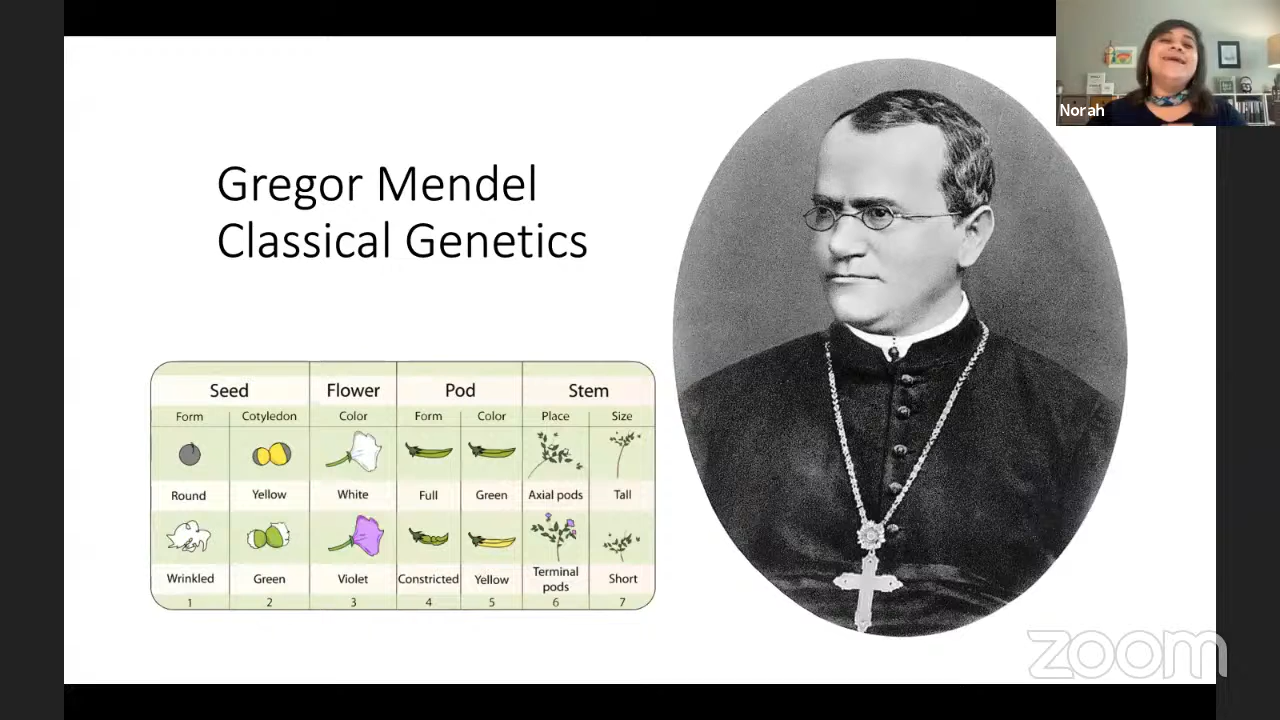 Norah
Gregor Mendel
Classical Genetics
Seed Flower Pod Stem
Form Cotyledon Color Form Color Place Size
Round Yellow White Full Green Axial pods Tall
Wrinkled Green Violet Constricted Yellow Terminal pods Short
1 2 3 4 5 6 7
zoom